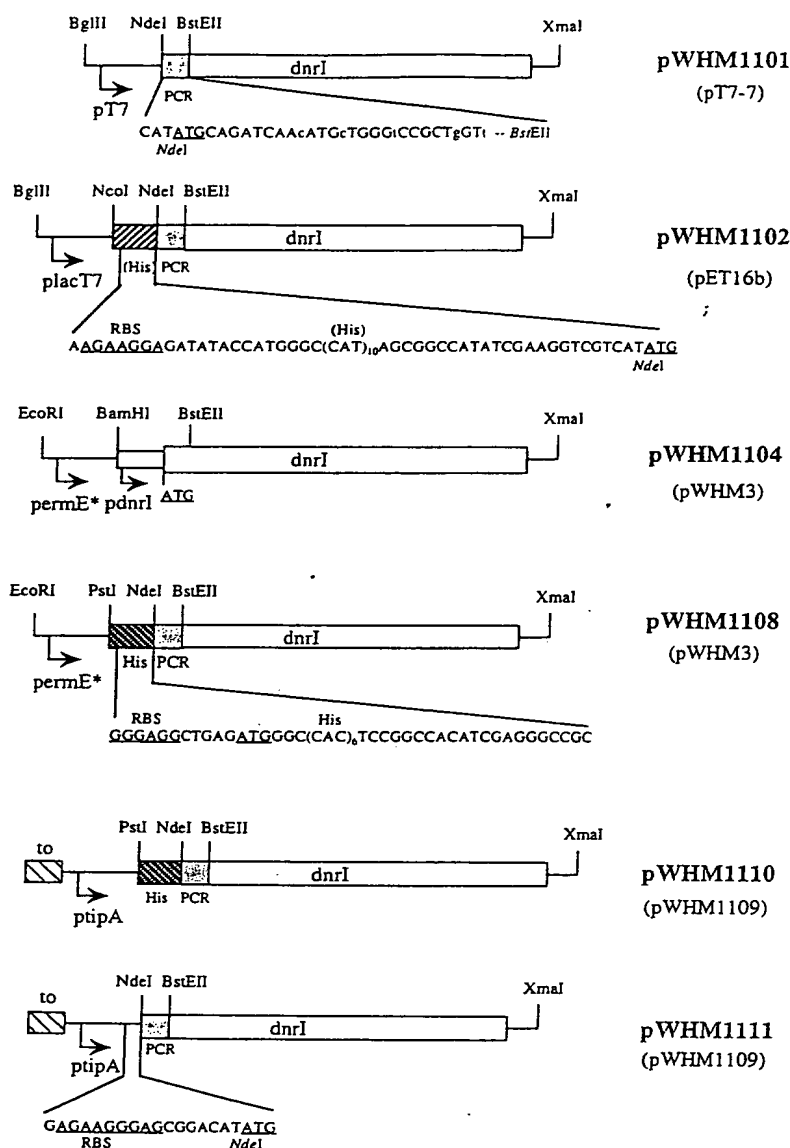 BglII NdeI BstEII XmaI
dnrI
pWHM1101
(pT7-7)
pT7 PCR
CATATGCAGATCAAcATGcTGGGtCCGCTgGTt -- BstEII
NdeI
BglII NcoI NdeI BstEII XmaI
dnrI
pWHM1102
(pET16b)
placT7 (His) PCR
RBS (His)
AAGAAGGAGATATACCATGGGC(CAT)10AGCGGCCATATCGAAGGTCGTCATATG
NdeI
EcoRI BamHI BstEII XmaI
dnrI
pWHM1104
(pWHM3)
permE* pdnrI ATG
EcoRI PstI NdeI BstEII XmaI
dnrI
pWHM1108
(pWHM3)
permE* His PCR
RBS His
GGGAGGCTGAGATGGGC(CAC)6TCCGGCCACATCGAGGGCCGC
to PstI NdeI BstEII XmaI
dnrI
pWHM1110
(pWHM1109)
ptipA His PCR
to NdeI BstEII XmaI
dnrI
pWHM1111
(pWHM1109)
ptipA PCR
GAGAAGGGAGCGGACATATG
RBS NdeI